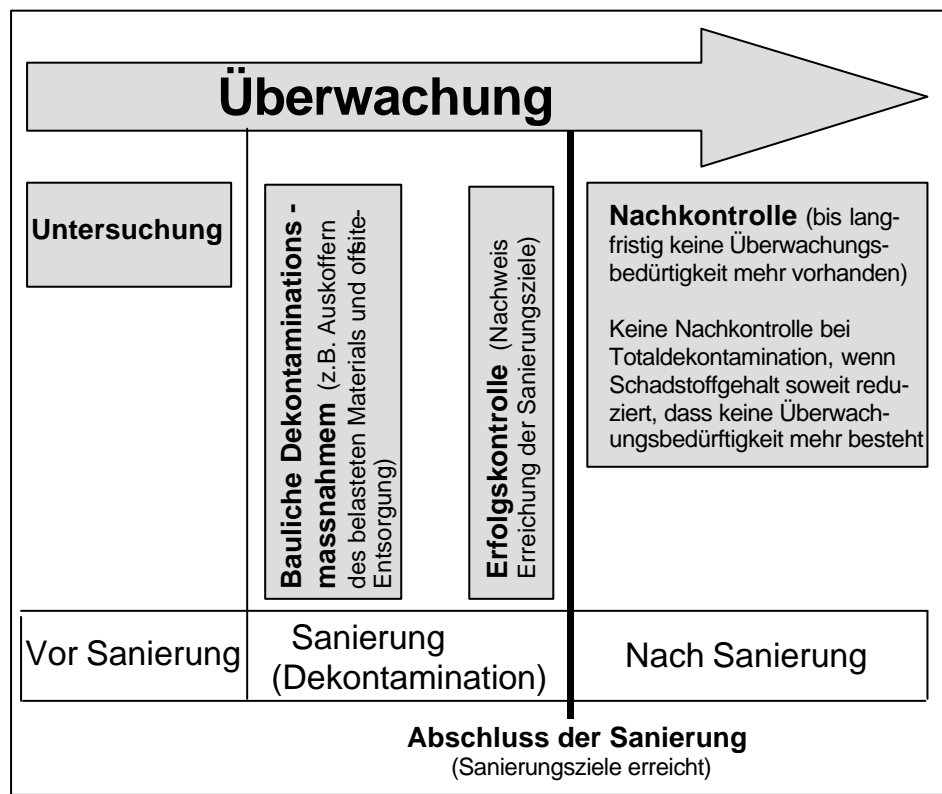 Überwachung
Untersuchung
Bauliche Dekontaminations-
massnahmem (z.B. Auskoffern
des belasteten Materials und offsite-
Entsorgung)
Erfolgskontrolle (Nachweis
Erreichung der Sanierungsziele)
Nachkontrolle (bis lang-
fristig keine Überwachungs-
bedürtigkeit mehr vorhanden)
Keine Nachkontrolle bei
Totaldekontamination, wenn
Schadstoffgehalt soweit redu-
ziert, dass keine Überwach-
ungsbedürftigkeit mehr besteht
Vor Sanierung
Sanierung
(Dekontamination)
Nach Sanierung
Abschluss der Sanierung
(Sanierungsziele erreicht)